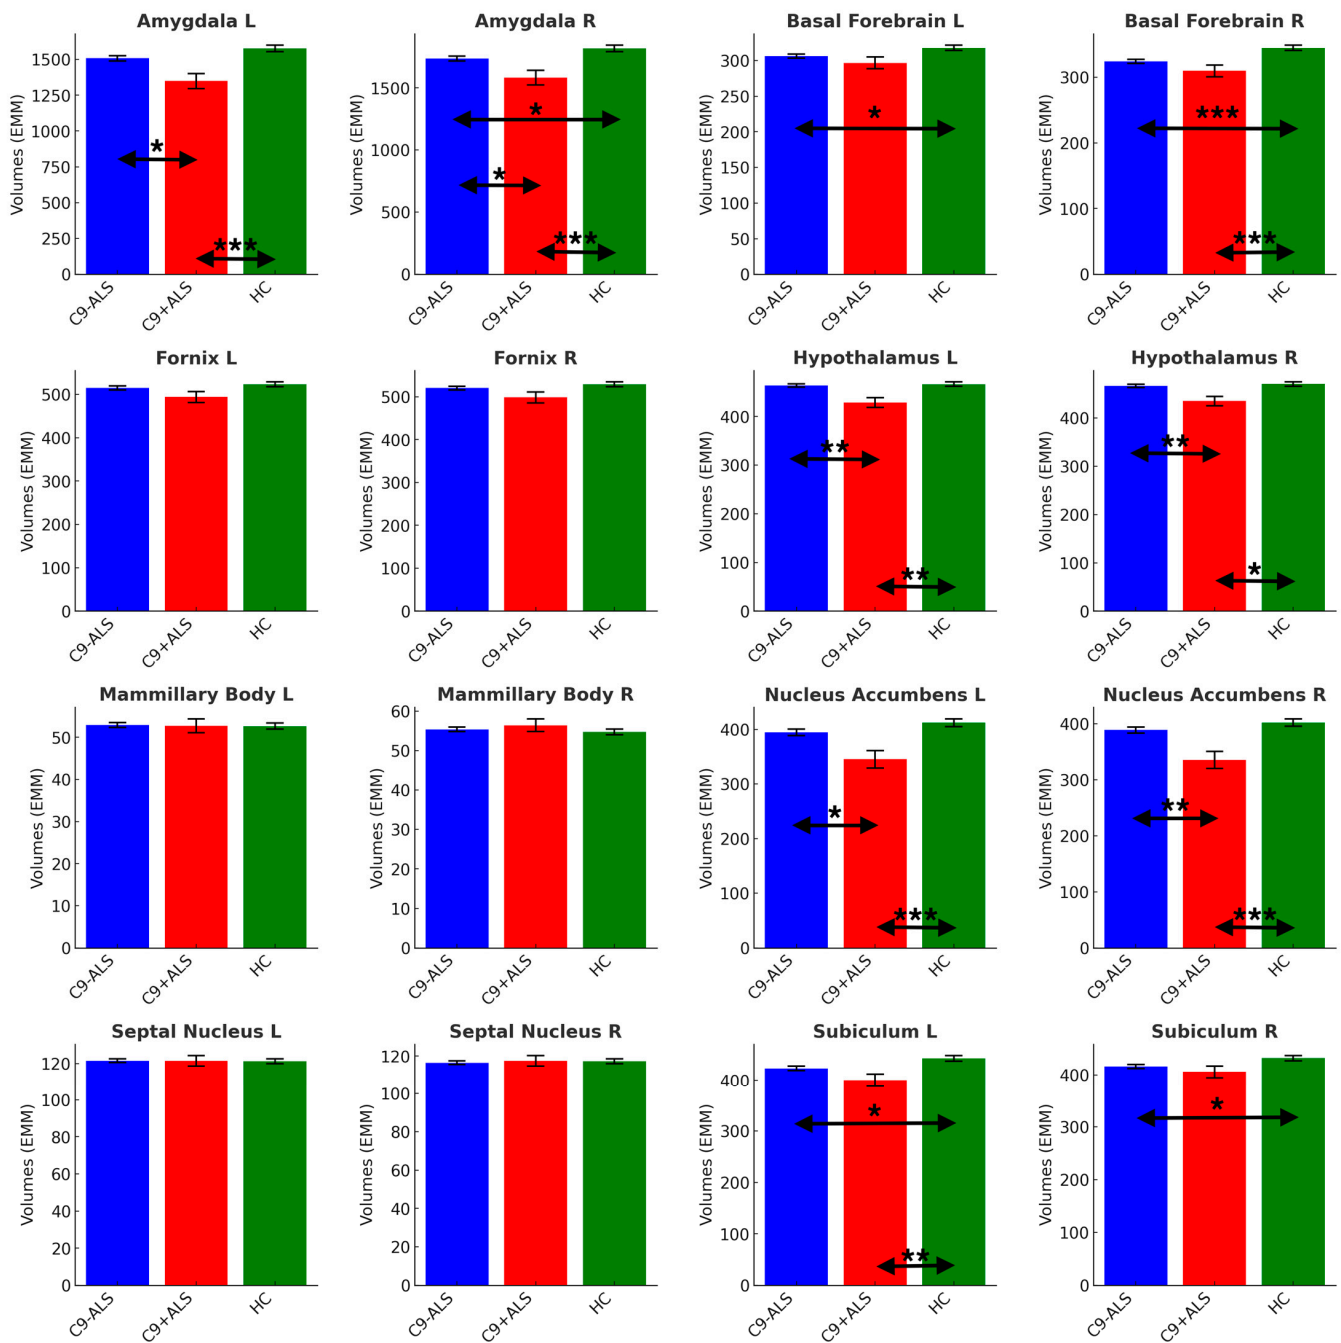 Amygdala L
Volumes (EMM)
1500
1250
1000
750
500
250
0
*
***
C9-ALS
C9+ALS
HC
Amygdala R
Volumes (EMM)
1500
1000
500
0
*
*
***
C9-ALS
C9+ALS
HC
Basal Forebrain L
Volumes (EMM)
300
250
200
150
100
50
0
*
C9-ALS
C9+ALS
HC
Basal Forebrain R
Volumes (EMM)
300
200
100
0
***
***
C9-ALS
C9+ALS
HC
Fornix L
Volumes (EMM)
500
400
300
200
100
0
C9-ALS
C9+ALS
HC
Fornix R
Volumes (EMM)
500
400
300
200
100
0
C9-ALS
C9+ALS
HC
Hypothalamus L
Volumes (EMM)
400
300
200
100
0
**
**
C9-ALS
C9+ALS
HC
Hypothalamus R
Volumes (EMM)
400
300
200
100
0
**
*
C9-ALS
C9+ALS
HC
Mammillary Body L
Volumes (EMM)
50
40
30
20
10
0
C9-ALS
C9+ALS
HC
Mammillary Body R
Volumes (EMM)
60
50
40
30
20
10
0
C9-ALS
C9+ALS
HC
Nucleus Accumbens L
Volumes (EMM)
400
300
200
100
0
*
***
C9-ALS
C9+ALS
HC
Nucleus Accumbens R
Volumes (EMM)
400
300
200
100
0
**
***
C9-ALS
C9+ALS
HC
Septal Nucleus L
Volumes (EMM)
120
100
80
60
40
20
0
C9-ALS
C9+ALS
HC
Septal Nucleus R
Volumes (EMM)
120
100
80
60
40
20
0
C9-ALS
C9+ALS
HC
Subiculum L
Volumes (EMM)
400
300
200
100
0
*
**
C9-ALS
C9+ALS
HC
Subiculum R
Volumes (EMM)
400
300
200
100
0
*
C9-ALS
C9+ALS
HC